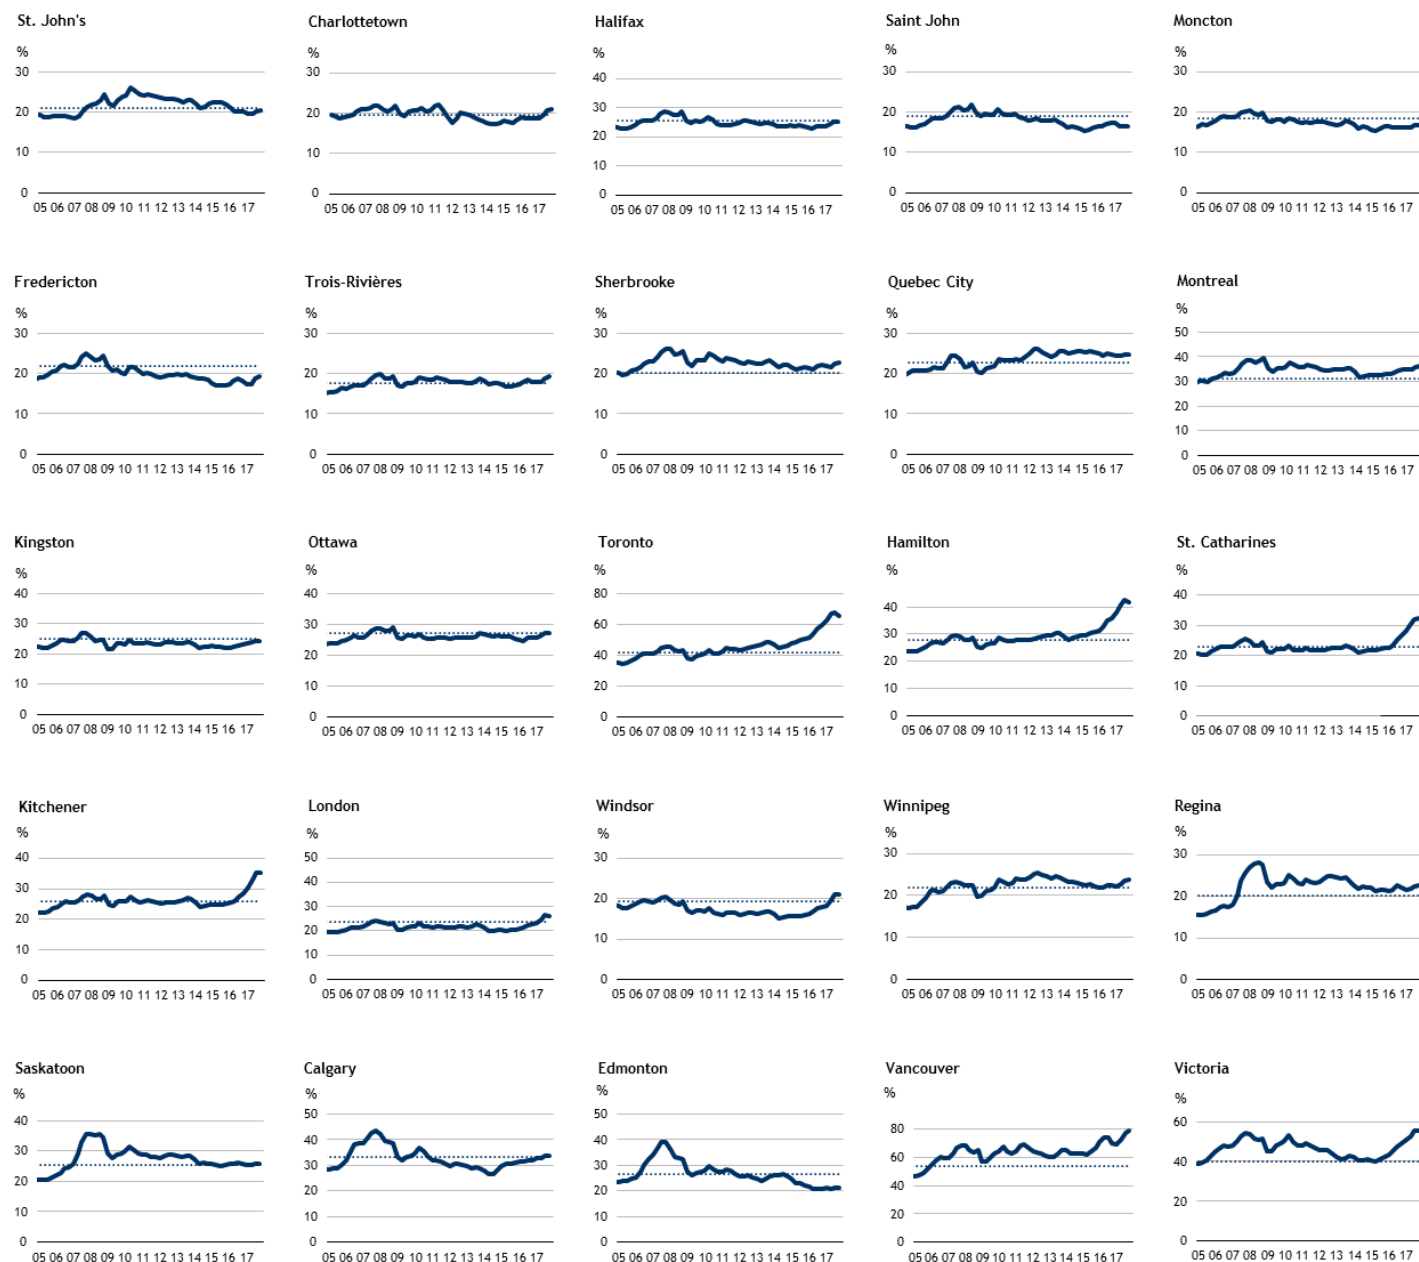 St. John's
%
30
20
10
0
05 06 07 08 09 10 11 12 13 14 15 16 17
Charlottetown
%
30
20
10
0
05 06 07 08 09 10 11 12 13 14 15 16 17
Halifax
%
40
30
20
10
0
05 06 07 08 09 10 11 12 13 14 15 16 17
Saint John
%
30
20
10
0
05 06 07 08 09 10 11 12 13 14 15 16 17
Moncton
%
30
20
10
0
05 06 07 08 09 10 11 12 13 14 15 16 17
Fredericton
%
30
20
10
0
05 06 07 08 09 10 11 12 13 14 15 16 17
Trois-Rivières
%
30
20
10
0
05 06 07 08 09 10 11 12 13 14 15 16 17
Sherbrooke
%
30
20
10
0
05 06 07 08 09 10 11 12 13 14 15 16 17
Quebec City
%
30
20
10
0
05 06 07 08 09 10 11 12 13 14 15 16 17
Montreal
%
50
40
30
20
10
0
05 06 07 08 09 10 11 12 13 14 15 16 17
Kingston
%
40
30
20
10
0
05 06 07 08 09 10 11 12 13 14 15 16 17
Ottawa
%
40
30
20
10
0
05 06 07 08 09 10 11 12 13 14 15 16 17
Toronto
%
80
60
40
20
0
05 06 07 08 09 10 11 12 13 14 15 16 17
Hamilton
%
40
30
20
10
0
05 06 07 08 09 10 11 12 13 14 15 16 17
St. Catharines
%
40
30
20
10
0
05 06 07 08 09 10 11 12 13 14 15 16 17
Kitchener
%
40
30
20
10
0
05 06 07 08 09 10 11 12 13 14 15 16 17
London
%
50
40
30
20
10
0
05 06 07 08 09 10 11 12 13 14 15 16 17
Windsor
%
30
20
10
0
05 06 07 08 09 10 11 12 13 14 15 16 17
Winnipeg
%
30
20
10
0
05 06 07 08 09 10 11 12 13 14 15 16 17
Regina
%
30
20
10
0
05 06 07 08 09 10 11 12 13 14 15 16 17
Saskatoon
%
40
30
20
10
0
05 06 07 08 09 10 11 12 13 14 15 16 17
Calgary
%
50
40
30
20
10
0
05 06 07 08 09 10 11 12 13 14 15 16 17
Edmonton
%
50
40
30
20
10
0
05 06 07 08 09 10 11 12 13 14 15 16 17
Vancouver
%
80
60
40
20
0
05 06 07 08 09 10 11 12 13 14 15 16 17
Victoria
%
60
40
20
0
05 06 07 08 09 10 11 12 13 14 15 16 17